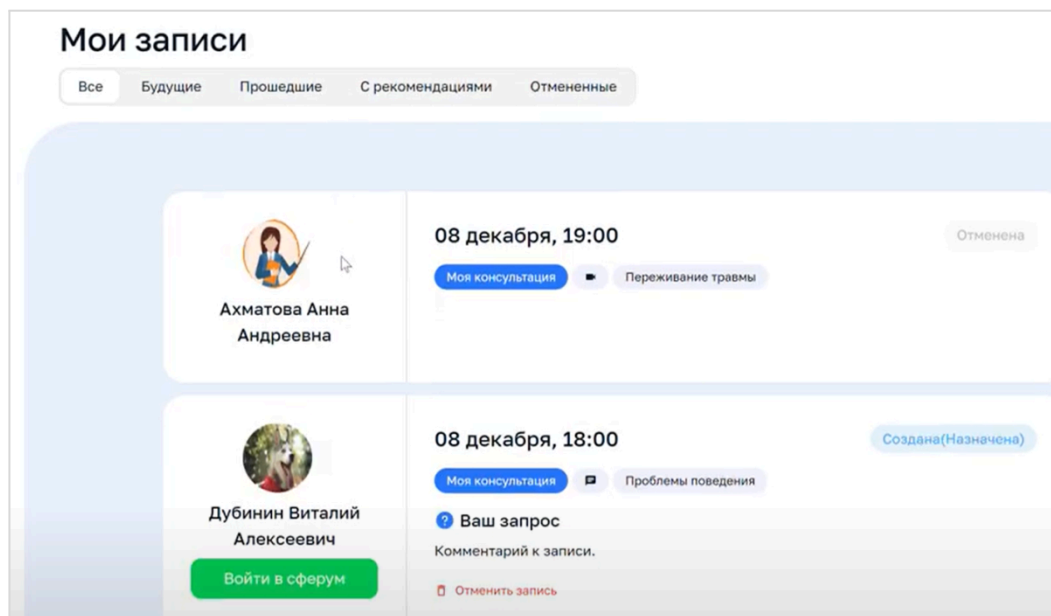 Мои записи
Все Будущие Прошедшие С рекомендациями Отмененные
08 декабря, 19:00
Отменена
Моя консультация Переживание травмы
Ахматова Анна
Андреевна
08 декабря, 18:00
Создана(Назначена)
Моя консультация Проблемы поведения
Дубинин Виталий
Алексеевич
Войти в сферум
Ваш запрос
Комментарий к записи.
Отменить запись